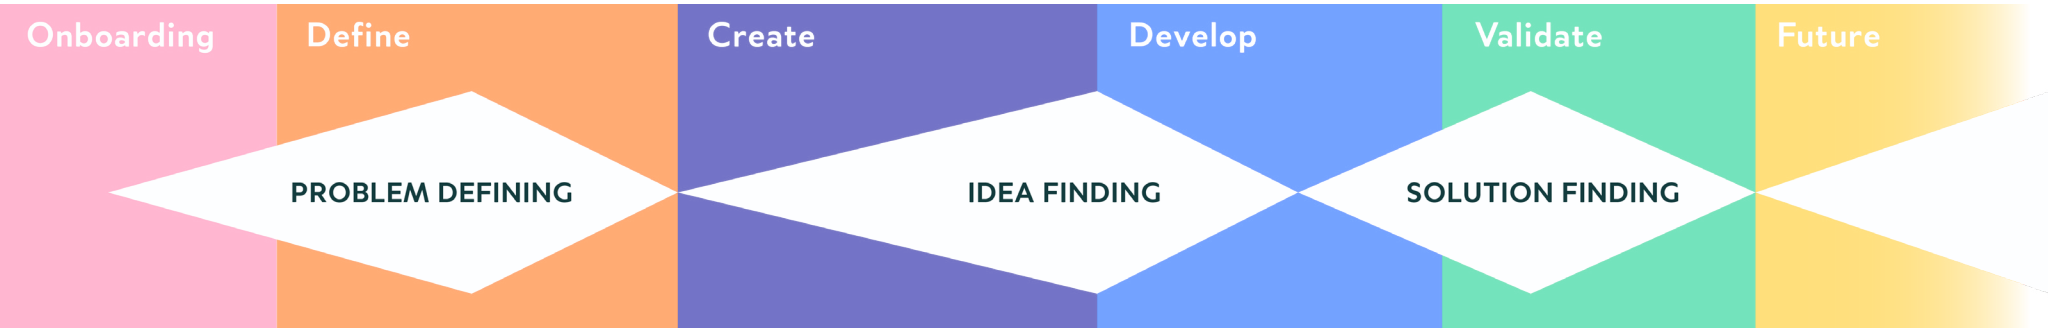 Onboarding
Define
Create
Develop
Validate
Future
PROBLEM DEFINING
IDEA FINDING
SOLUTION FINDING